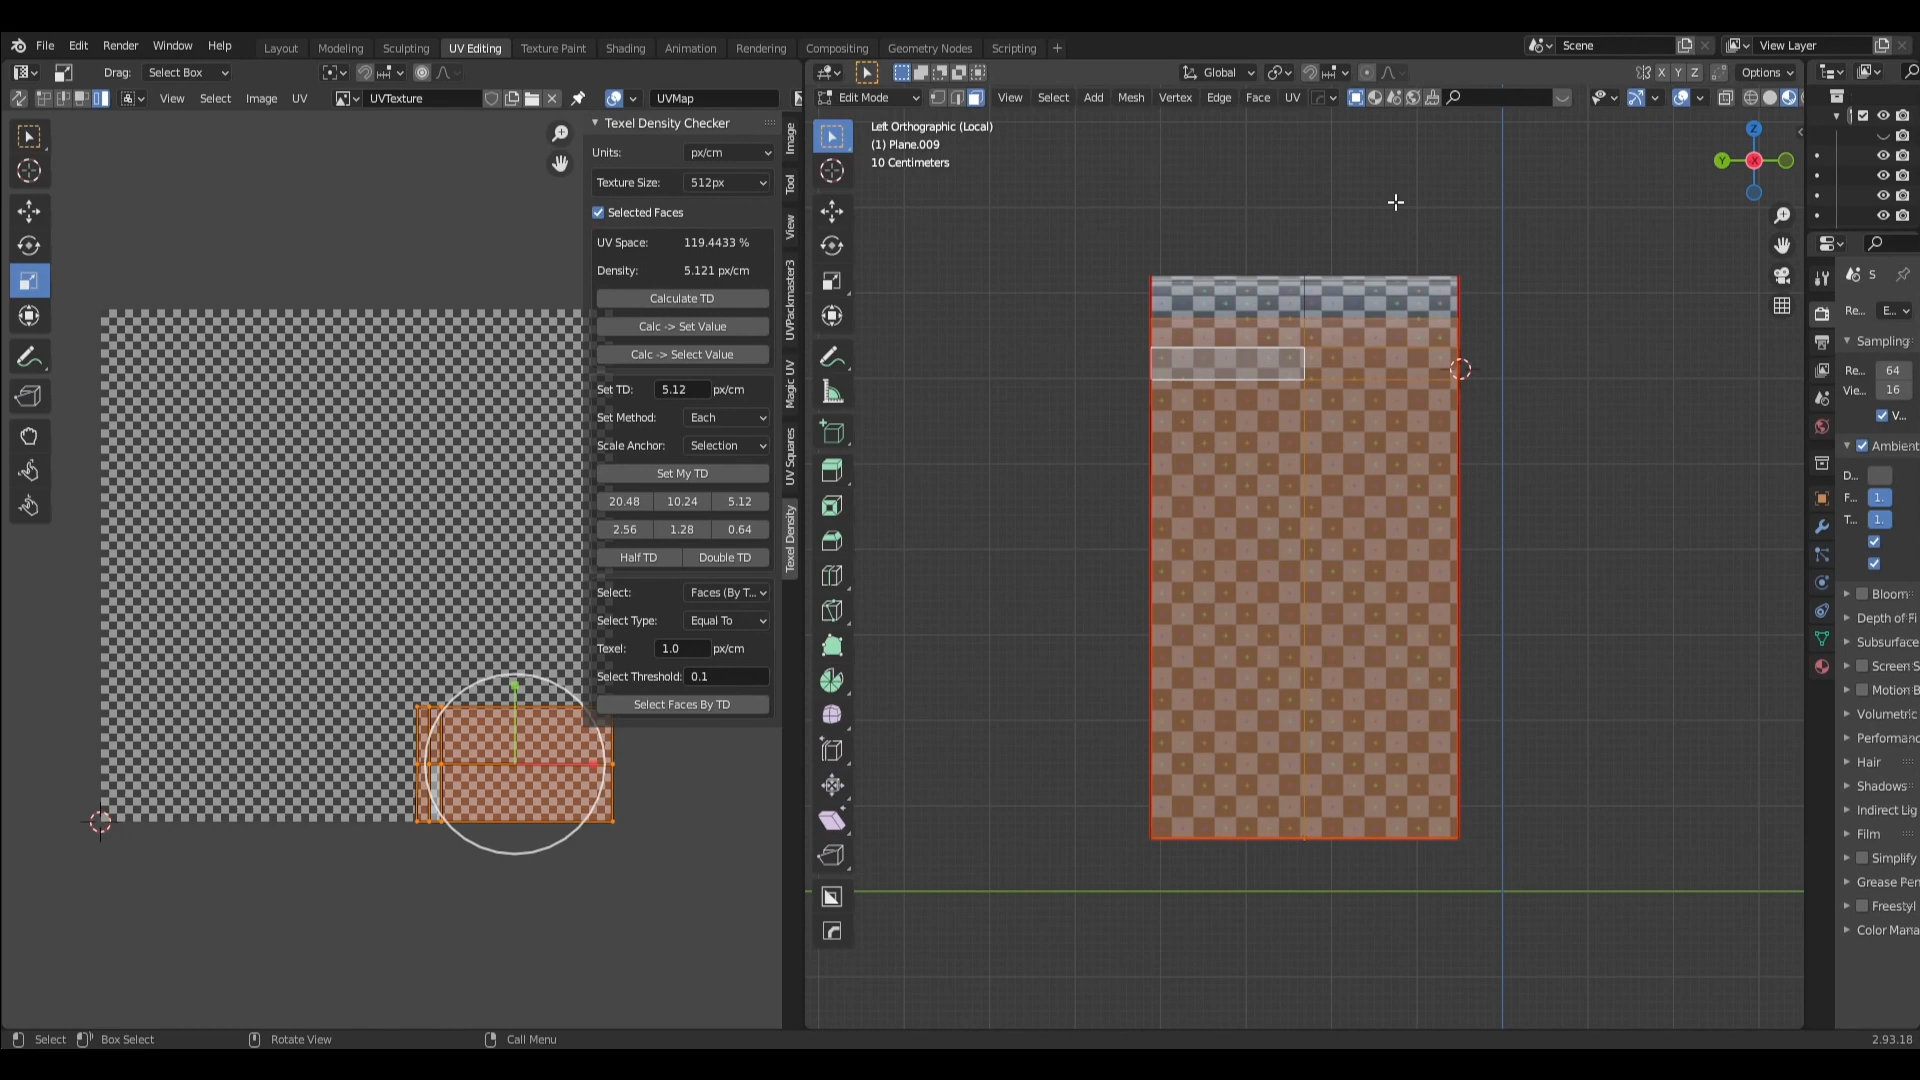 File Edit Render Window Help
Layout Modeling Sculpting UV Editing Texture Paint Shading Animation Rendering Compositing Geometry Nodes Scripting +
Scene
View Layer
Drag: Select Box
Global
X Y Z
Options
View Select Image UV
UVTexture
UVMap
Edit Mode
View Select Add Mesh Vertex Edge Face UV
Texel Density Checker
Units: px/cm
Texture Size: 512px
Selected Faces
UV Space: 119.4433 %
Density: 5.121 px/cm
Calculate TD
Calc -> Set Value
Calc -> Select Value
Set TD: 5.12 px/cm
Set Method: Each
Scale Anchor: Selection
Set My TD
20.48 10.24 5.12
2.56 1.28 0.64
Half TD Double TD
Select: Faces (By T...
Select Type: Equal To
Texel: 1.0 px/cm
Select Threshold: 0.1
Select Faces By TD
Image
Tool
View
UVPackmaster3
Magic UV
UV Squares
Texel Density
Left Orthographic (Local)
(1) Plane.009
10 Centimeters
Z
Y
X
S
Re... E...
Sampling
Re... 64
Vie... 16
V...
Ambient
D...
F... 1.
T... 1.
Bloom
Depth of Fi
Subsurface
Screen S
Motion B
Volumetric
Performanc
Hair
Shadows
Indirect Lig
Film
Simplify
Grease Pen
Freestyl
Color Mana
Select Box Select Rotate View Call Menu
2.93.18